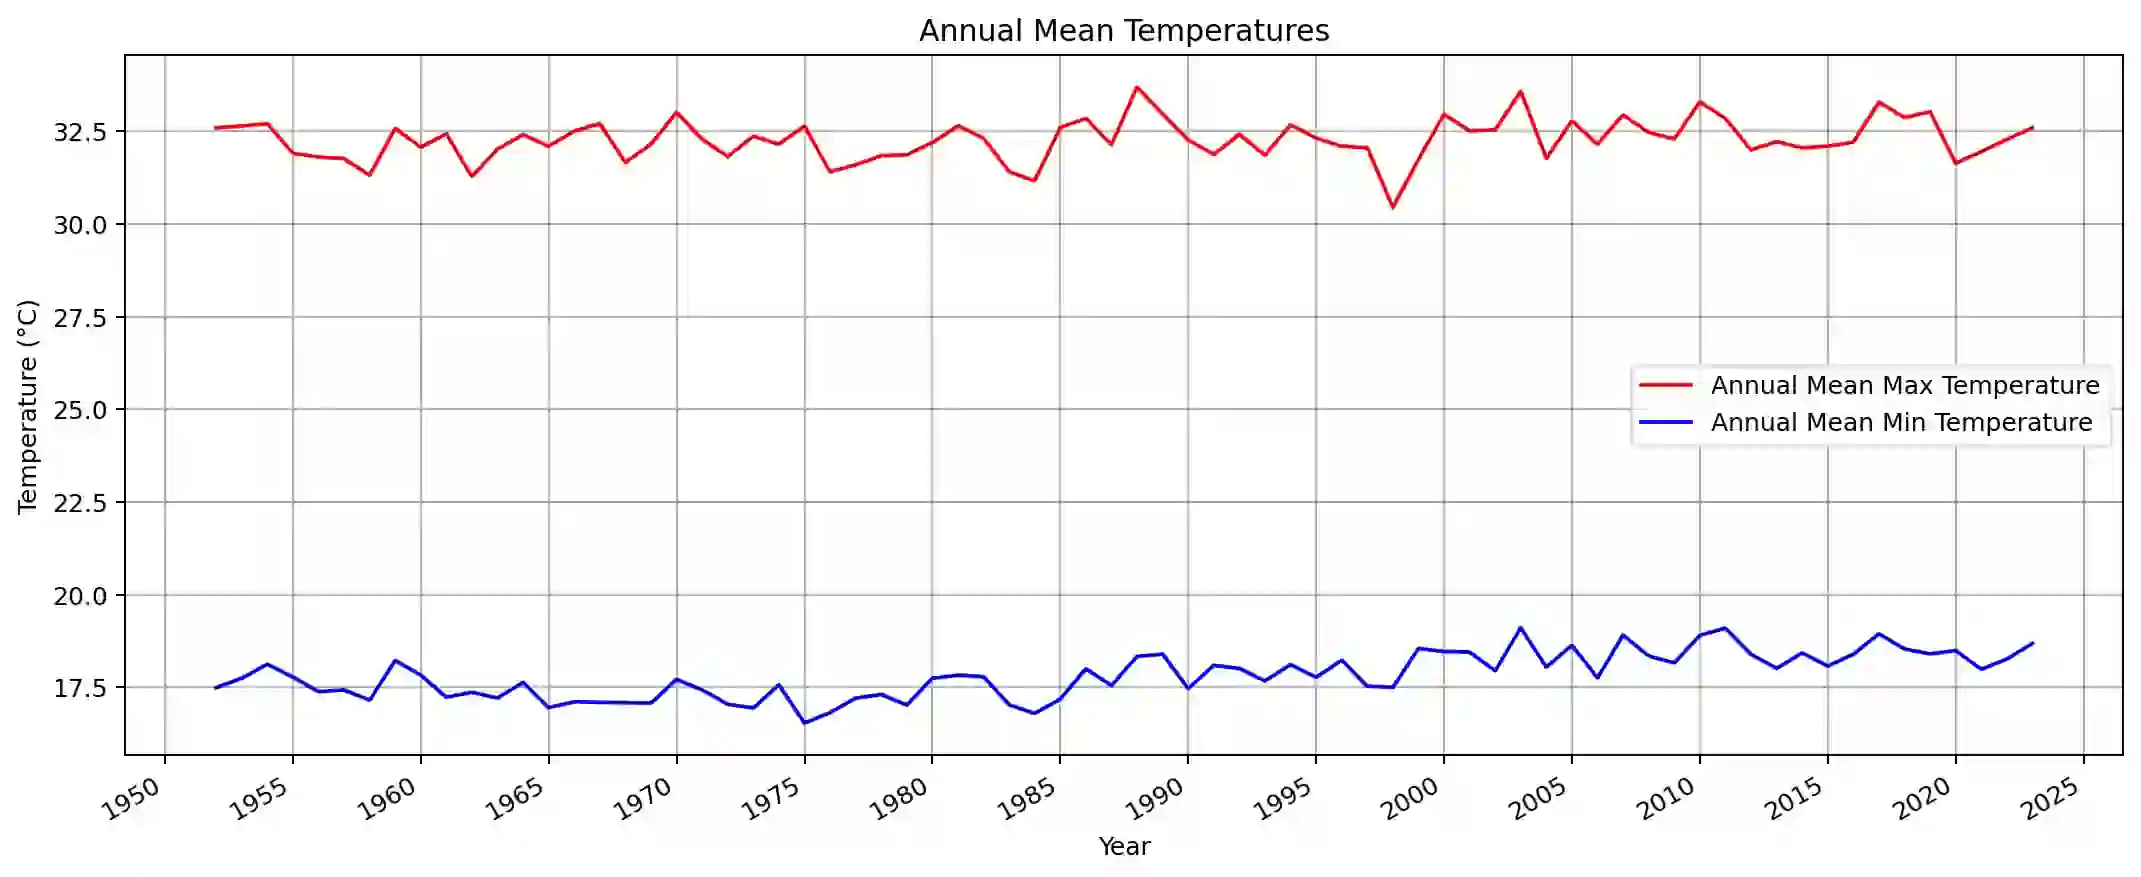 Annual Mean Temperatures
Temperature (°C)
32.5
30.0
27.5
25.0
22.5
20.0
17.5
Annual Mean Max Temperature
Annual Mean Min Temperature
1950 1955 1960 1965 1970 1975 1980 1985 1990 1995 2000 2005 2010 2015 2020 2025
Year